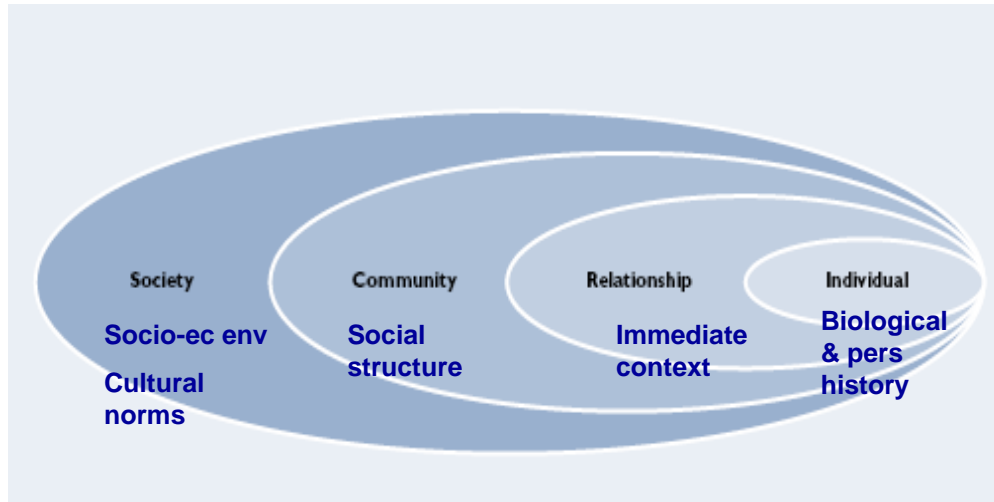 Society
Community
Relationship
Individual
Socio-ec env
Cultural
norms
Social
structure
Immediate
context
Biological
& pers
history